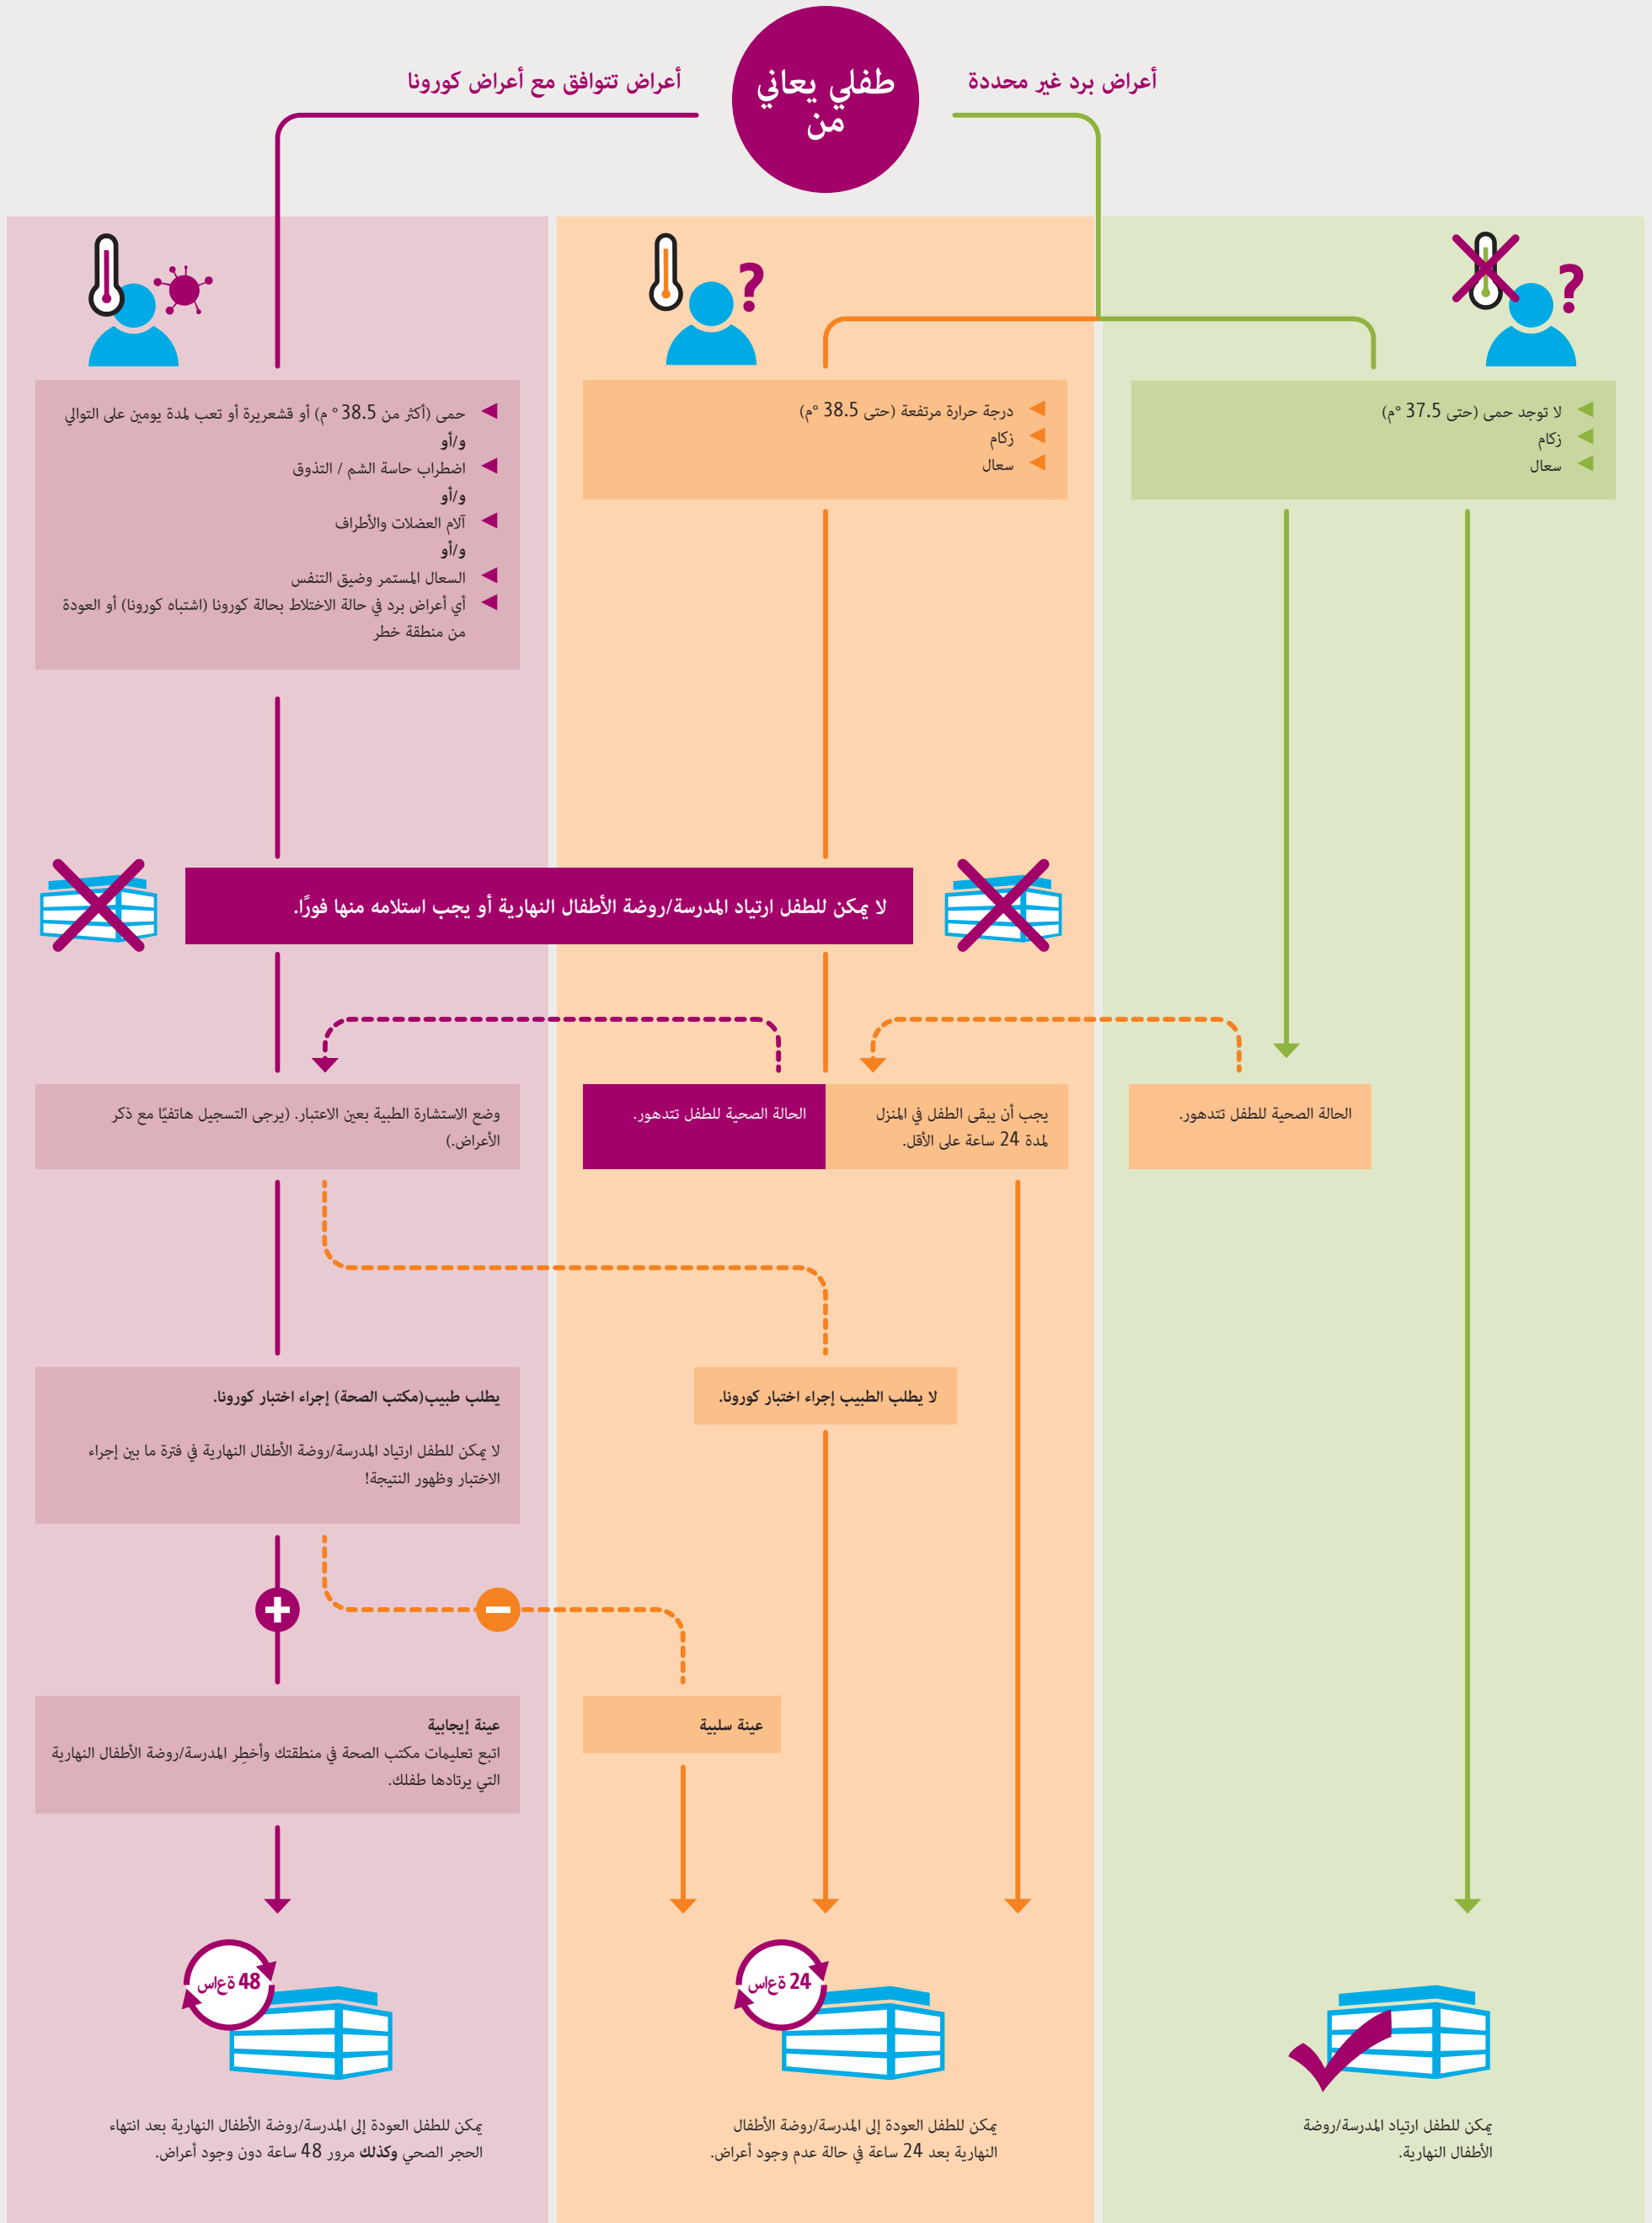 طفلي يعاني
من
أعراض برد غير محددة
أعراض تتوافق مع أعراض كورونا
?
?
لا توجد حمى (حتى 37.5 °م)
زكام
سعال
درجة حرارة مرتفعة (حتى 38.5 °م)
زكام
سعال
حمى (أكثر من 38.5 ° م) أو قشعريرة أو تعب لمدة يومين على التوالي
و/أو
اضطراب حاسة الشم / التذوق
و/أو
آلام العضلات والأطراف
و/أو
السعال المستمر وضيق التنفس
أي أعراض برد في حالة الاختلاط بحالة كورونا (اشتباه كورونا) أو العودة
من منطقة خطر
لا يمكن للطفل ارتياد المدرسة/روضة الأطفال النهارية أو يجب استلامه منها فورًا.
الحالة الصحية للطفل تتدهور.
يجب أن يبقى الطفل في المنزل
لمدة 24 ساعة على الأقل.
الحالة الصحية للطفل تتدهور.
وضع الاستشارة الطبية بعين الاعتبار. (يرجى التسجيل هاتفيًا مع ذكر
الأعراض.)
لا يطلب الطبيب إجراء اختبار كورونا.
يطلب طبيب(مكتب الصحة) إجراء اختبار كورونا.
لا يمكن للطفل ارتياد المدرسة/روضة الأطفال النهارية في فترة ما بين إجراء
الاختبار وظهور النتيجة!
عينة سلبية
عينة إيجابية
اتبع تعليمات مكتب الصحة في منطقتك وأخطِر المدرسة/روضة الأطفال النهارية
التي يرتادها طفلك.
24 ةعاس
48 ةعاس
يمكن للطفل ارتياد المدرسة/روضة
الأطفال النهارية.
يمكن للطفل العودة إلى المدرسة/روضة الأطفال
النهارية بعد 24 ساعة في حالة عدم وجود أعراض.
يمكن للطفل العودة إلى المدرسة/روضة الأطفال النهارية بعد انتهاء
الحجر الصحي وكذلك مرور 48 ساعة دون وجود أعراض.